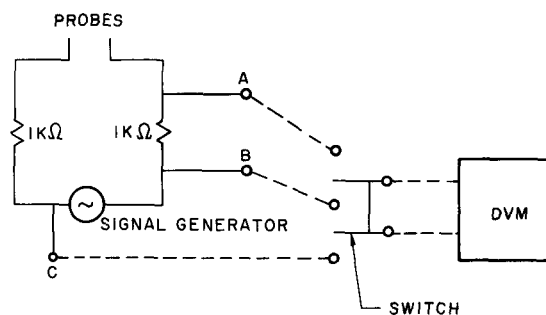 PROBES
A
1KΩ
1KΩ
B
SIGNAL GENERATOR
DVM
C
SWITCH